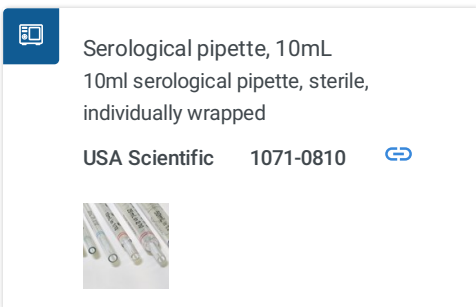 Serological pipette, 10mL
10ml serological pipette, sterile,
individually wrapped
USA Scientific 1071-0810